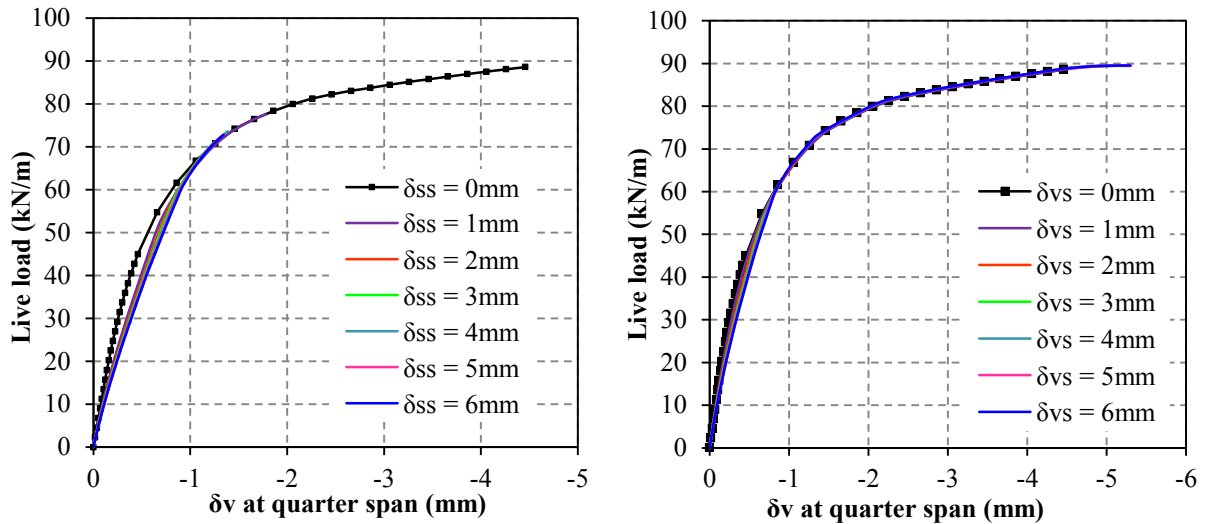 100
90
80
70
60
50
40
30
20
10
0
Live load (kN/m)
δss = 0mm
δss = 1mm
δss = 2mm
δss = 3mm
δss = 4mm
δss = 5mm
δss = 6mm
0 -1 -2 -3 -4 -5
δv at quarter span (mm)
100
90
80
70
60
50
40
30
20
10
0
Live load (kN/m)
δvs = 0mm
δvs = 1mm
δvs = 2mm
δvs = 3mm
δvs = 4mm
δvs = 5mm
δvs = 6mm
0 -1 -2 -3 -4 -5 -6
δv at quarter span (mm)